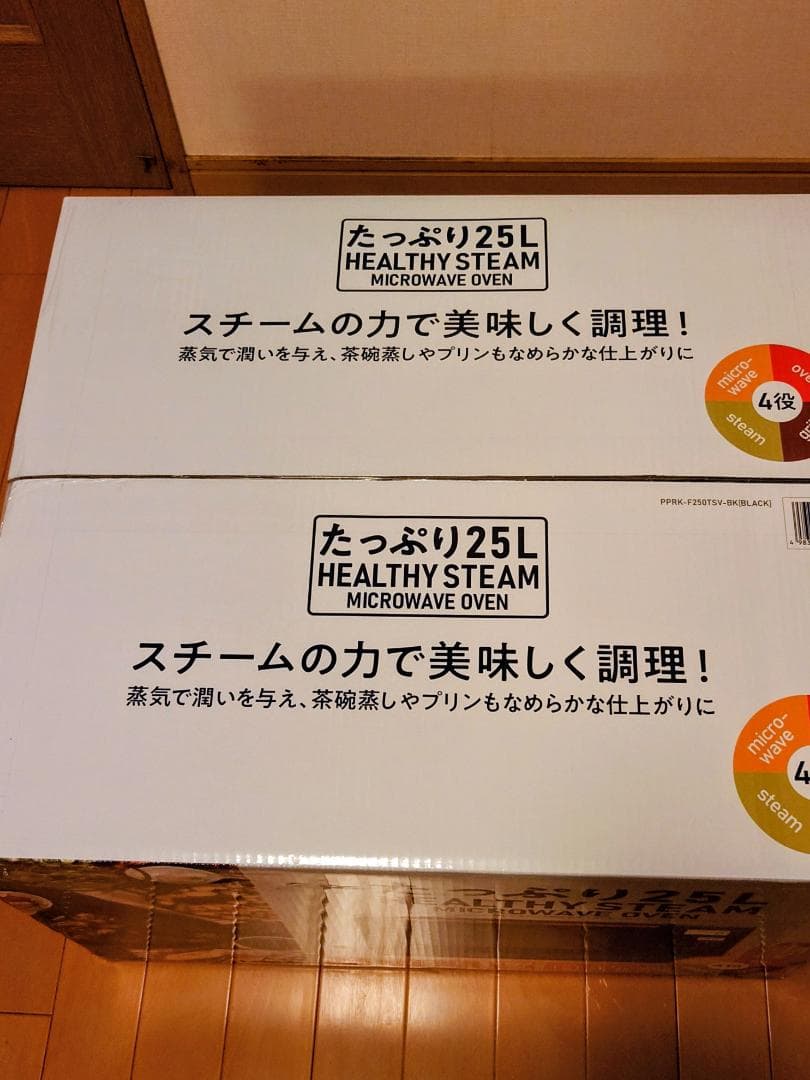 たっぷり25L
HEALTHY STEAM
MICROWAVE OVEN
スチームの力で美味しく調理!
蒸気で潤いを与え、茶碗蒸しやプリンもなめらかな仕上がりに
micro-
wave
4役
steam
PPRK-F250TSV-BK(BLACK)
たっぷり25L
HEALTHY STEAM
MICROWAVE OVEN
スチームの力で美味しく調理!
蒸気で潤いを与え、茶碗蒸しやプリンもなめらかな仕上がりに
micro-
wave
4
steam
たっぷり25L
HEALTHY STEAM
MICROWAVE OVEN